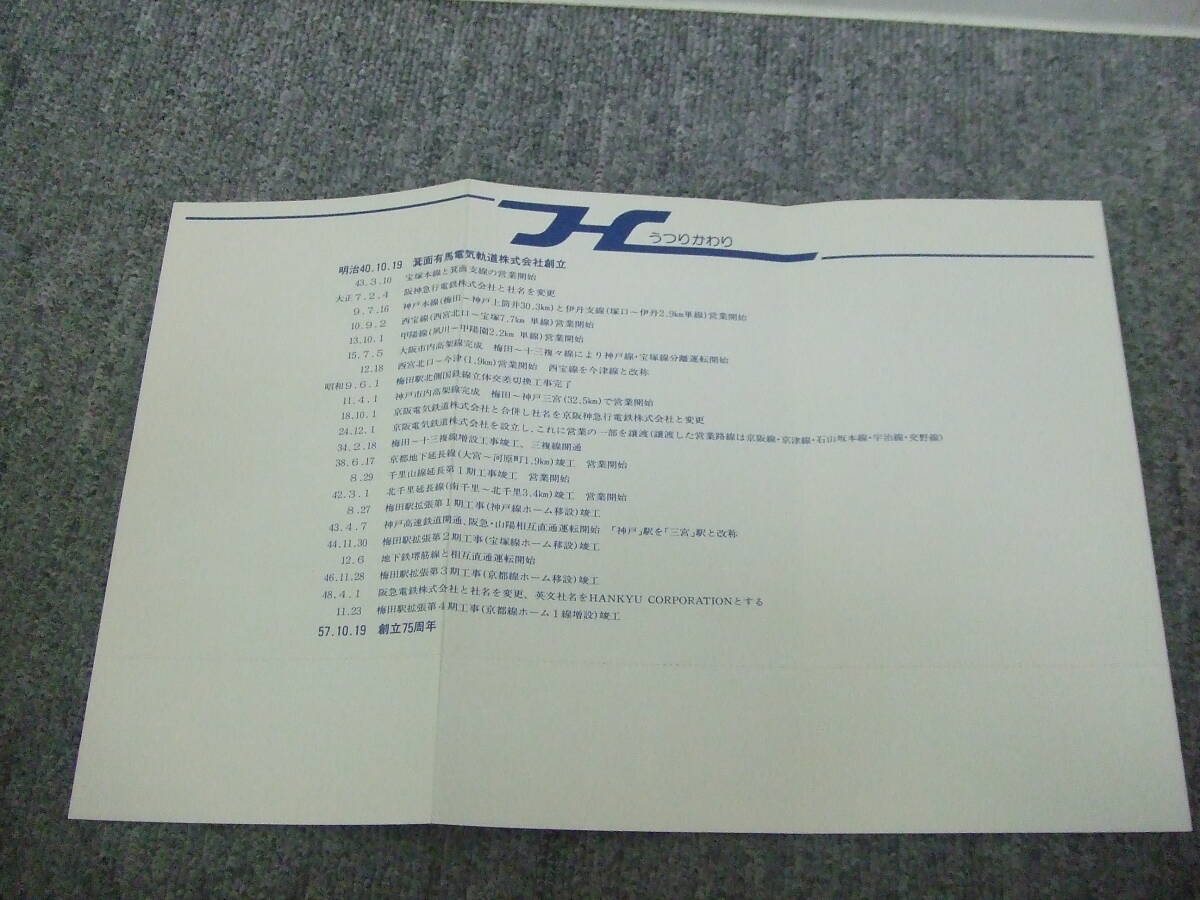 うつりかわり
明治40.10.19 箕面有馬電気軌道株式会社創立
43.3.10 宝塚本線と箕面支線の営業開始
大正7.2.4 阪神急行電鉄株式会社と社名を変更
9.7.16 神戸本線(梅田〜神戸上筒井30.3km)と伊丹支線(塚口〜伊丹2.9km単線)営業開始
10.9.2 西宝線(西宮北口〜宝塚7.7km 単線)営業開始
13.10.1 甲陽線(夙川〜甲陽園2.2km 単線)営業開始
15.7.5 大阪市内高架線完成 梅田〜十三複々線により神戸線・宝塚線分離運転開始
12.18 西宮北口〜今津(1.9km)営業開始 西宝線を今津線と改称
昭和9.6.1 梅田駅北側国鉄線立体交差切換工事完了
11.4.1 神戸市内高架線完成 梅田〜神戸三宮(32.5km)で営業開始
18.10.1 京阪電気鉄道株式会社と合併し社名を京阪神急行電鉄株式会社と変更
24.12.1 京阪電気鉄道株式会社を設立し、これに営業の一部を譲渡(譲渡した営業路線は京阪線・京津線・石山坂本線・宇治線・交野線)
34.2.18 梅田〜十三複線増設工事竣工、三複線開通
38.6.17 京都地下延長線(大宮〜河原町1.9km)竣工 営業開始
8.29 千里山線延長第1期工事竣工 営業開始
42.3.1 北千里延長線(南千里〜北千里3.4km)竣工 営業開始
8.27 梅田駅拡張第1期工事(神戸線ホーム移設)竣工
43.4.7 神戸高速鉄道開通、阪急・山陽相互直通運転開始 「神戸」駅を「三宮」駅と改称
44.11.30 梅田駅拡張第2期工事(宝塚線ホーム移設)竣工
12.6 地下鉄堺筋線と相互直通運転開始
46.11.28 梅田駅拡張第3期工事(京都線ホーム移設)竣工
48.4.1 阪急電鉄株式会社と社名を変更、英文社名をHANKYU CORPORATIONとする
11.23 梅田駅拡張第4期工事(京都線ホーム1線増設)竣工
57.10.19 創立75周年